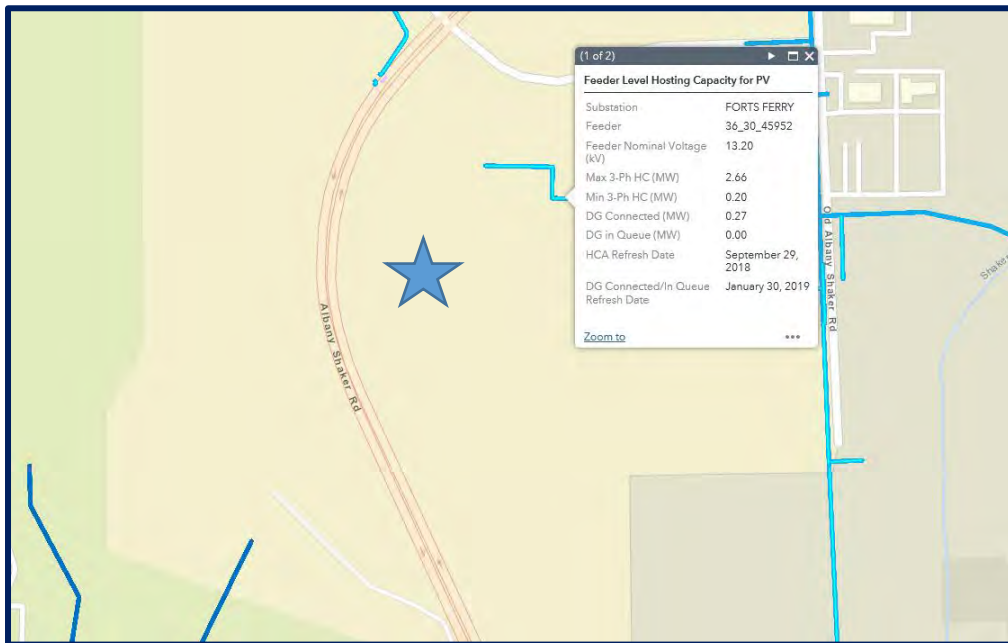 (1 of 2)
Feeder Level Hosting Capacity for PV
Substation FORTS FERRY
Feeder 36_30_45952
Feeder Nominal Voltage 13.20
(kV)
Max 3-Ph HC (MW) 2.66
Min 3-Ph HC (MW) 0.20
DG Connected (MW) 0.27
DG in Queue (MW) 0.00
HCA Refresh Date September 29,
2018
DG Connected/In Queue January 30, 2019
Refresh Date
Zoom to
Albany Shaker Rd
Old Albany Shaker Rd
Shaker